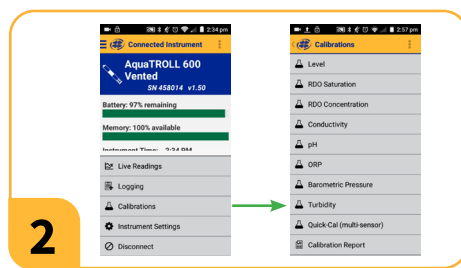 2:34 pm
Connected Instrument
AquaTROLL 600
Vented
SN 458014 v1.50
Battery: 97% remaining
Memory: 100% available
Instrument Time: 2:34 PM
Live Readings
Logging
Calibrations
Instrument Settings
Disconnect
2:57 pm
Calibrations
Level
RDO Saturation
RDO Concentration
Conductivity
pH
ORP
Barometric Pressure
Turbidity
Quick-Cal (multi-sensor)
Calibration Report
2